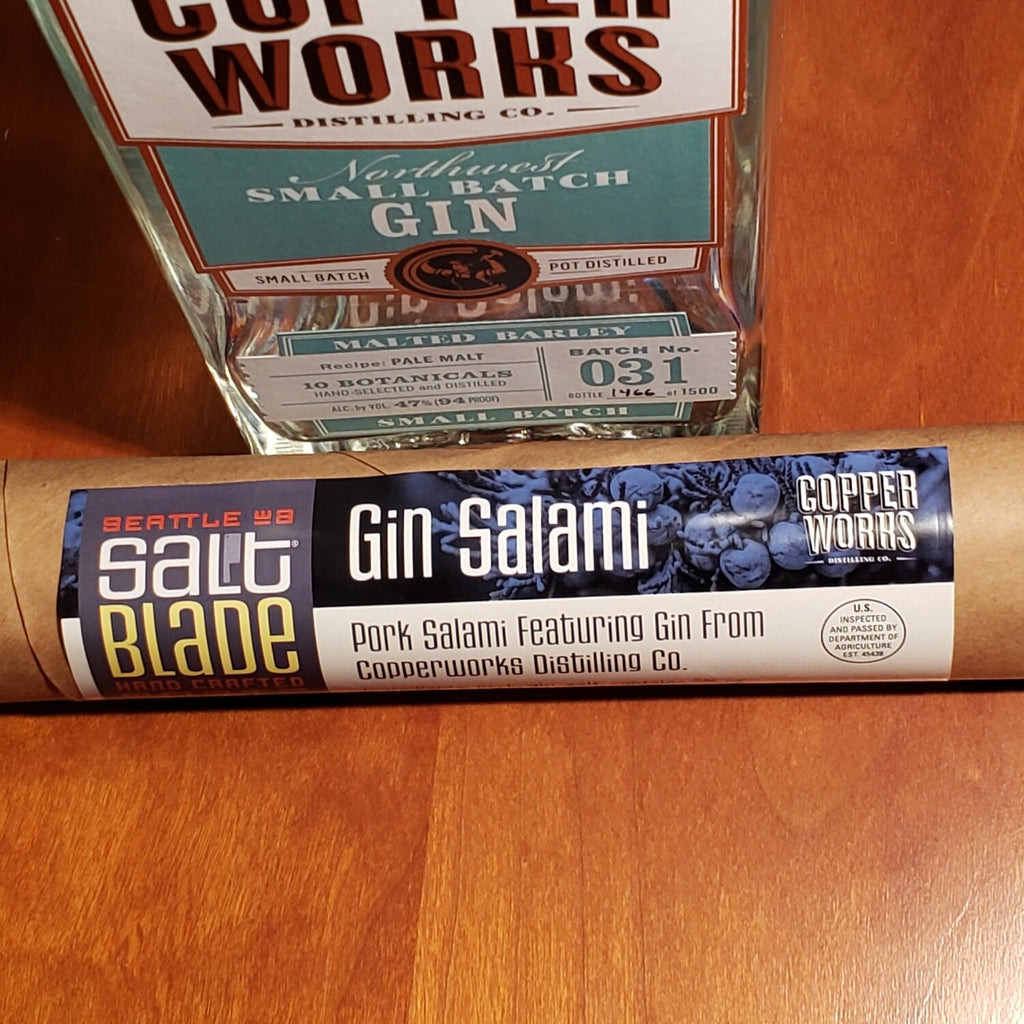 COPPER
WORKS
DISTILLING CO.
Northwest
SMALL BATCH
GIN
SMALL BATCH
POT DISTILLED
MALTED BARLEY
Recipe: PALE MALT
10 BOTANICALS
HAND-SELECTED and DISTILLED
ALC. by VOL. 47% (94 PROOF)
BATCH No.
031
BOTTLE 1466 of 1500
SMALL BATCH
SEATTLE WA
Salt®
Blade
HAND CRAFTED
Gin Salami
COPPER
WORKS
DISTILLING CO.
Pork Salami Featuring Gin From
Copperworks Distilling Co.
U.S.
INSPECTED
AND PASSED BY
DEPARTMENT OF
AGRICULTURE
EST. 45438